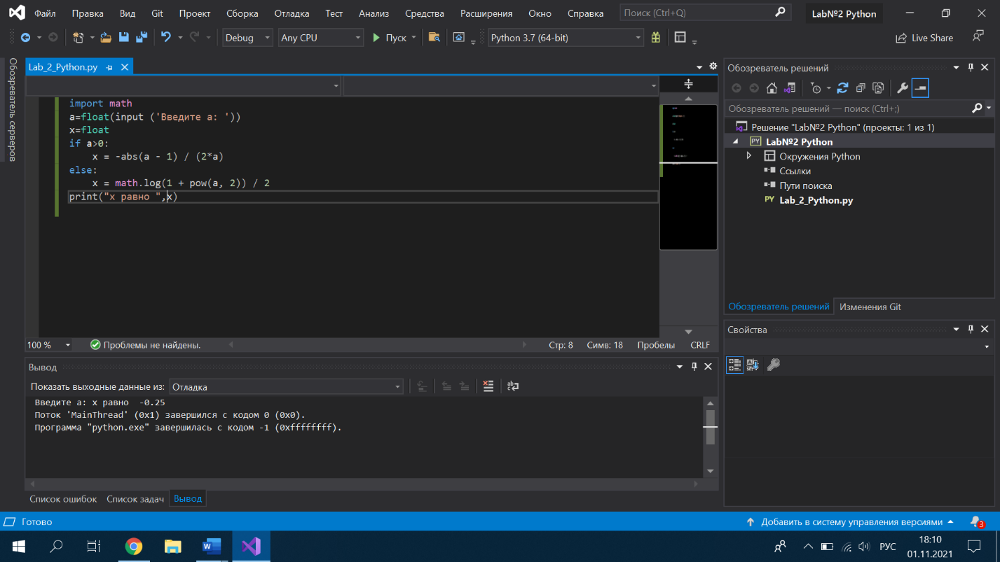 Файл Правка Вид Git Проект Сборка Отладка Тест Анализ Средства Расширения Окно Справка Поиск (Ctrl+Q) Lab№2 Python
Debug Any CPU Пуск Python 3.7 (64-bit) Live Share
Обозреватель серверов
Lab_2_Python.py
import math
a=float(input ('Введите a: '))
x=float
if a>0:
    x = -abs(a - 1) / (2*a)
else:
    x = math.log(1 + pow(a, 2)) / 2
print("x равно ",x)
100 % Проблемы не найдены. Стр: 8 Симв: 18 Пробелы CRLF
Вывод
Показать выходные данные из: Отладка
Введите a: x равно  -0.25
Поток 'MainThread' (0x1) завершился с кодом 0 (0x0).
Программа "python.exe" завершилась с кодом -1 (0xffffffff).
Список ошибок Список задач Вывод
Обозреватель решений
Обозреватель решений — поиск (Ctrl+;)
Решение "Lab№2 Python" (проекты: 1 из 1)
PY Lab№2 Python
Окружения Python
Ссылки
Пути поиска
PY Lab_2_Python.py
Обозреватель решений Изменения Git
Свойства
Готово Добавить в систему управления версиями 3
РУС 18:10
01.11.2021